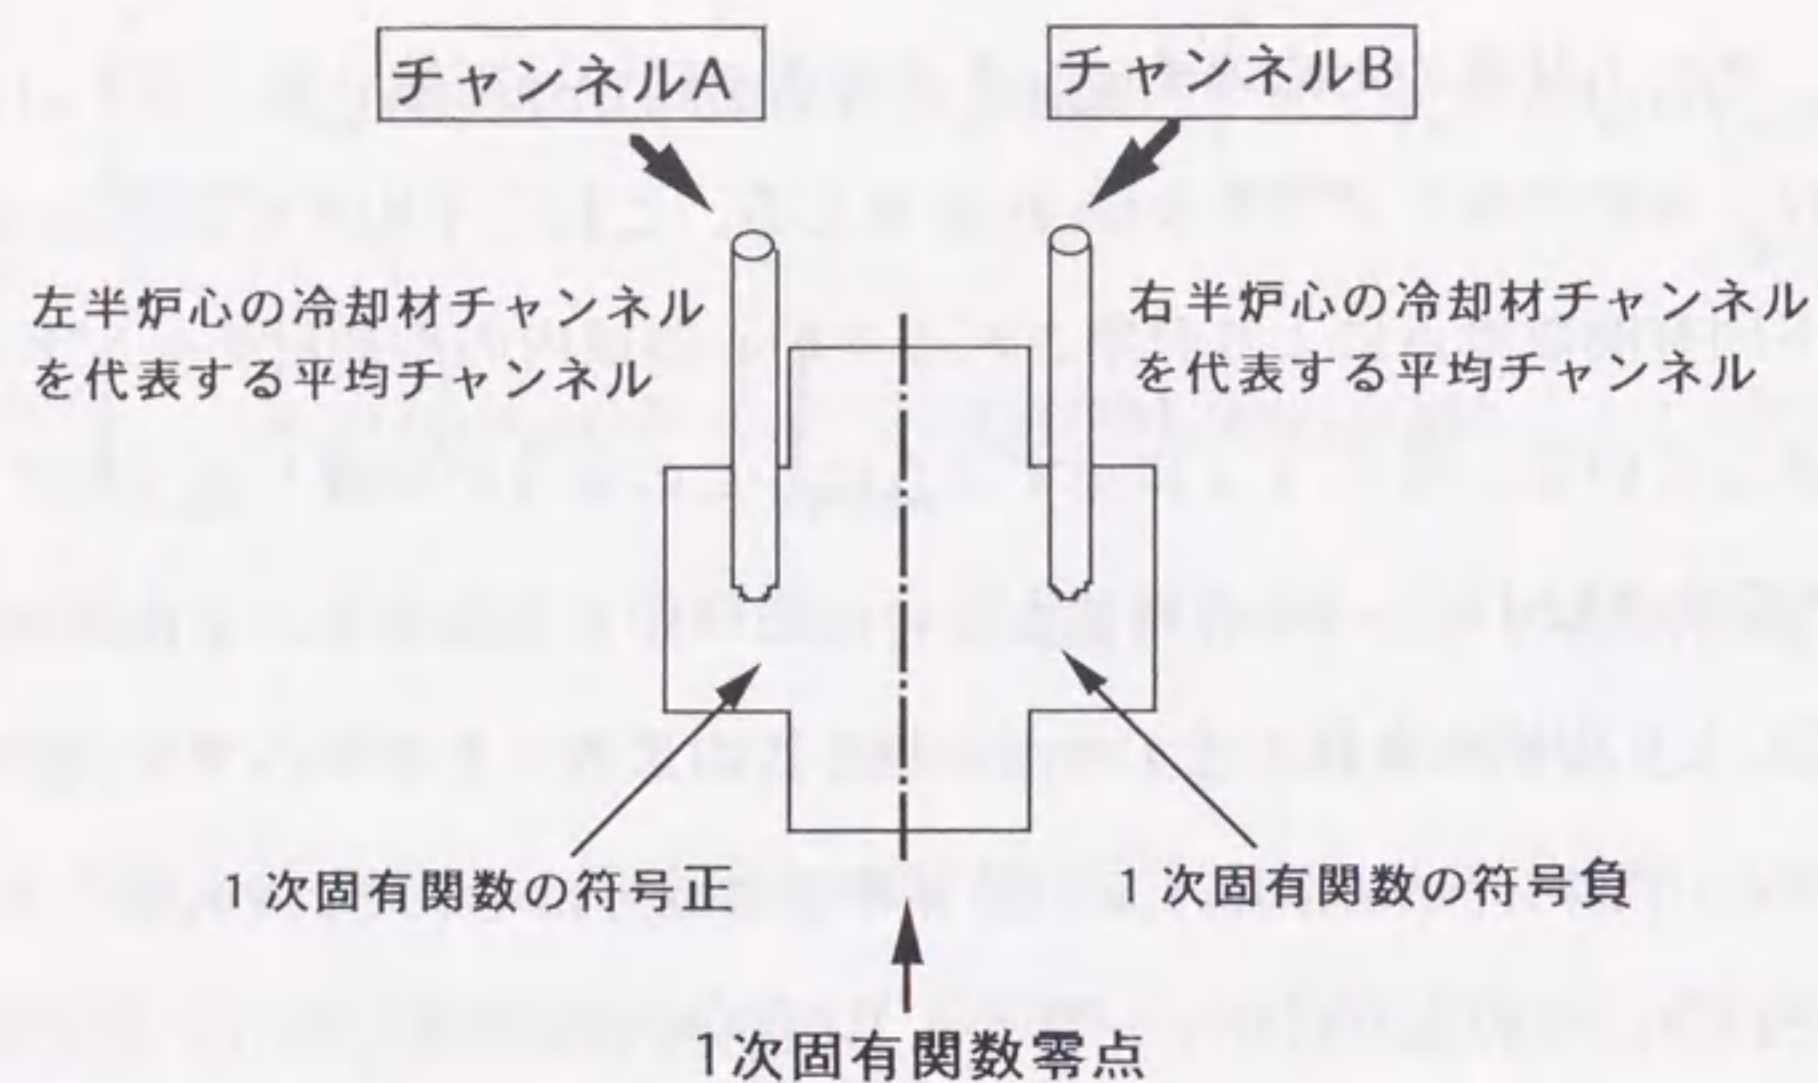 チャンネルA
チャンネルB
左半炉心の冷却材チャンネル
を代表する平均チャンネル
右半炉心の冷却材チャンネル
を代表する平均チャンネル
1次固有関数の符号正
1次固有関数の符号負
1次固有関数零点